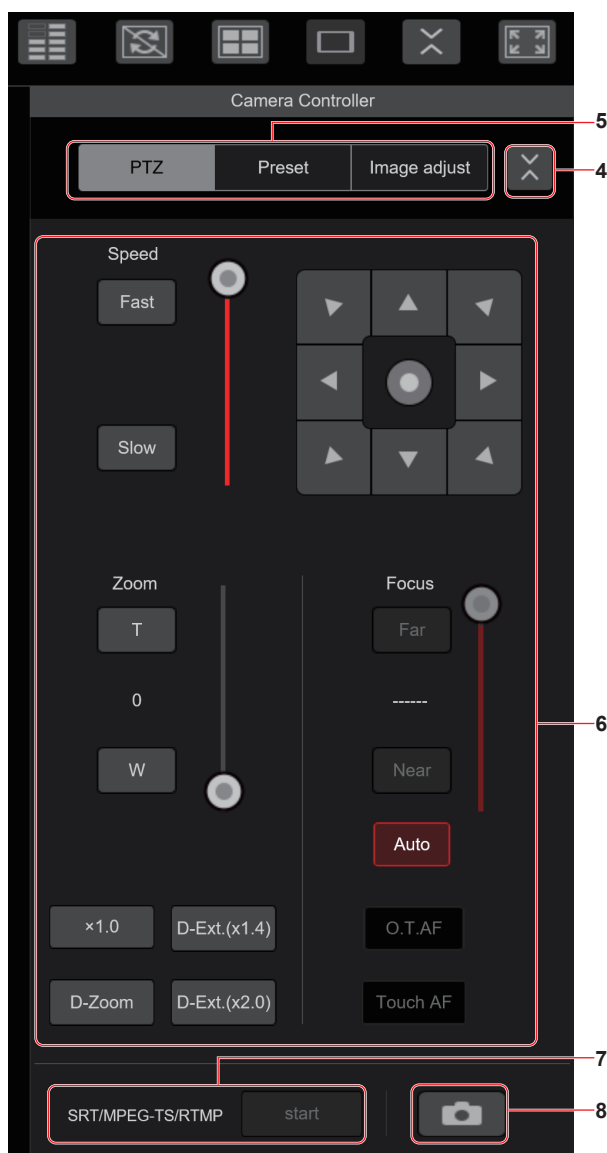 Camera Controller
5
PTZ Preset Image adjust
4
Speed
Fast
Slow
Zoom Focus
T Far
0 ------
6
W Near
Auto
×1.0 D-Ext.(x1.4) O.T.AF
D-Zoom D-Ext.(x2.0) Touch AF
7
SRT/MPEG-TS/RTMP start
8